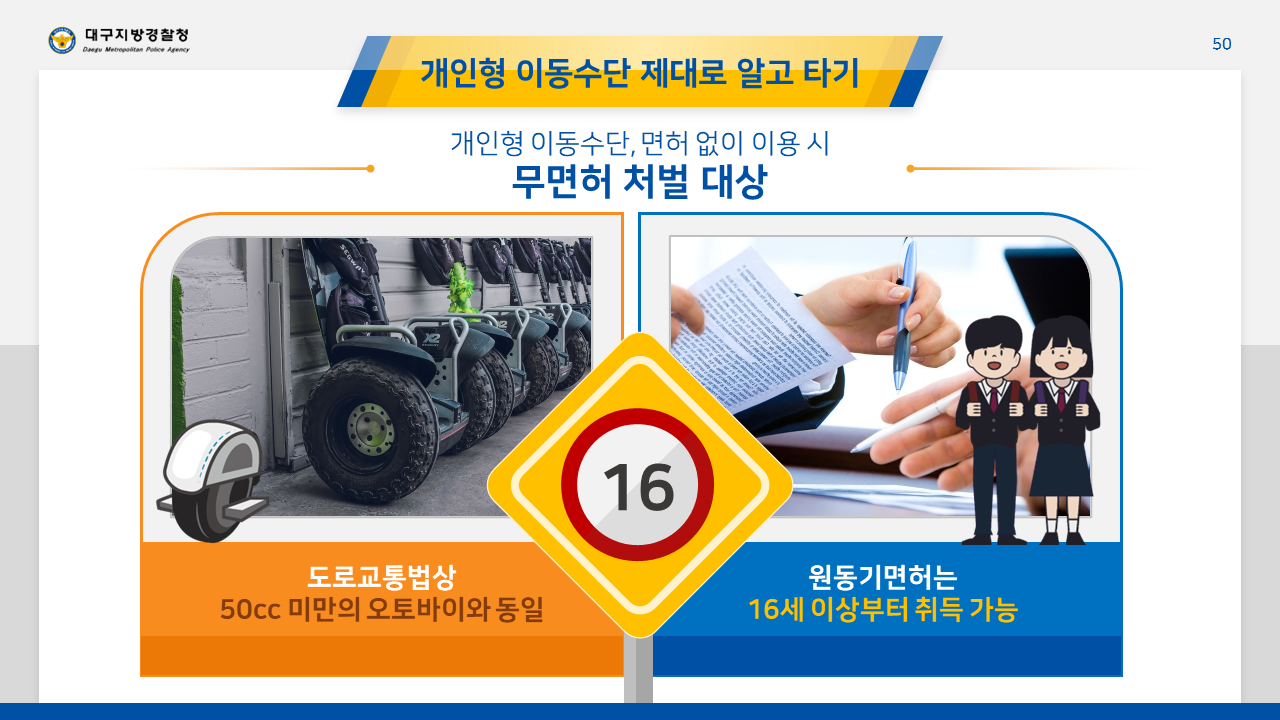 대구지방경찰청
Daegu Metropolitan Police Agency
50
개인형 이동수단 제대로 알고 타기
개인형 이동수단, 면허 없이 이용 시
무면허 처벌 대상
SEGWAY
X2
16
도로교통법상
50cc 미만의 오토바이와 동일
원동기면허는
16세 이상부터 취득 가능